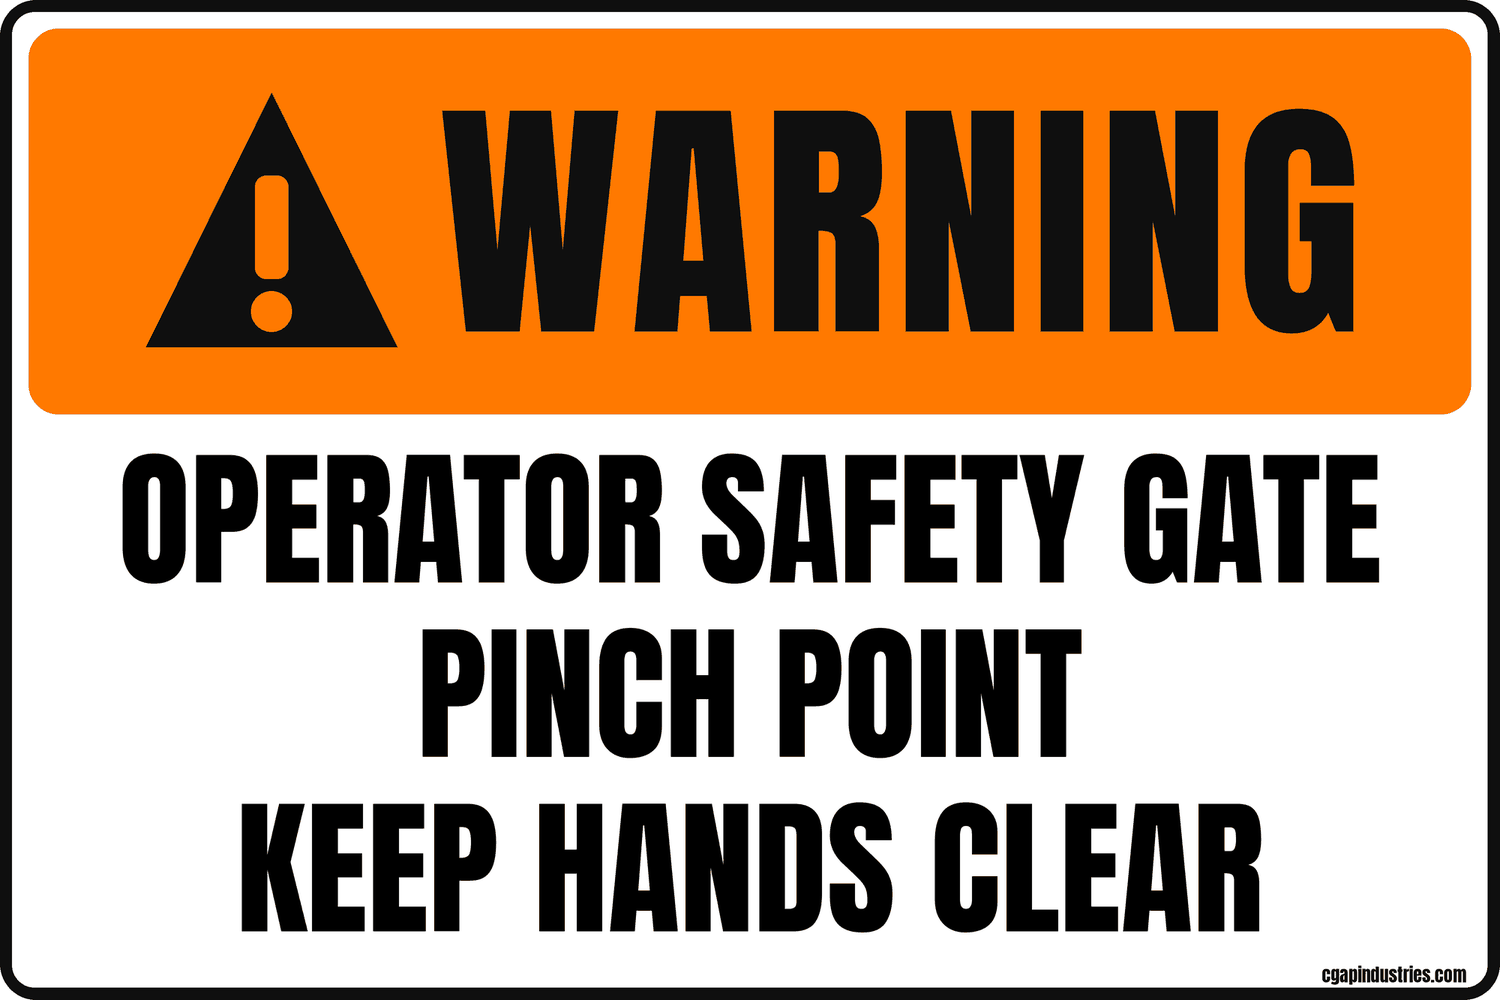 WARNING
OPERATOR SAFETY GATE
PINCH POINT
KEEP HANDS CLEAR
cgapindustries.com